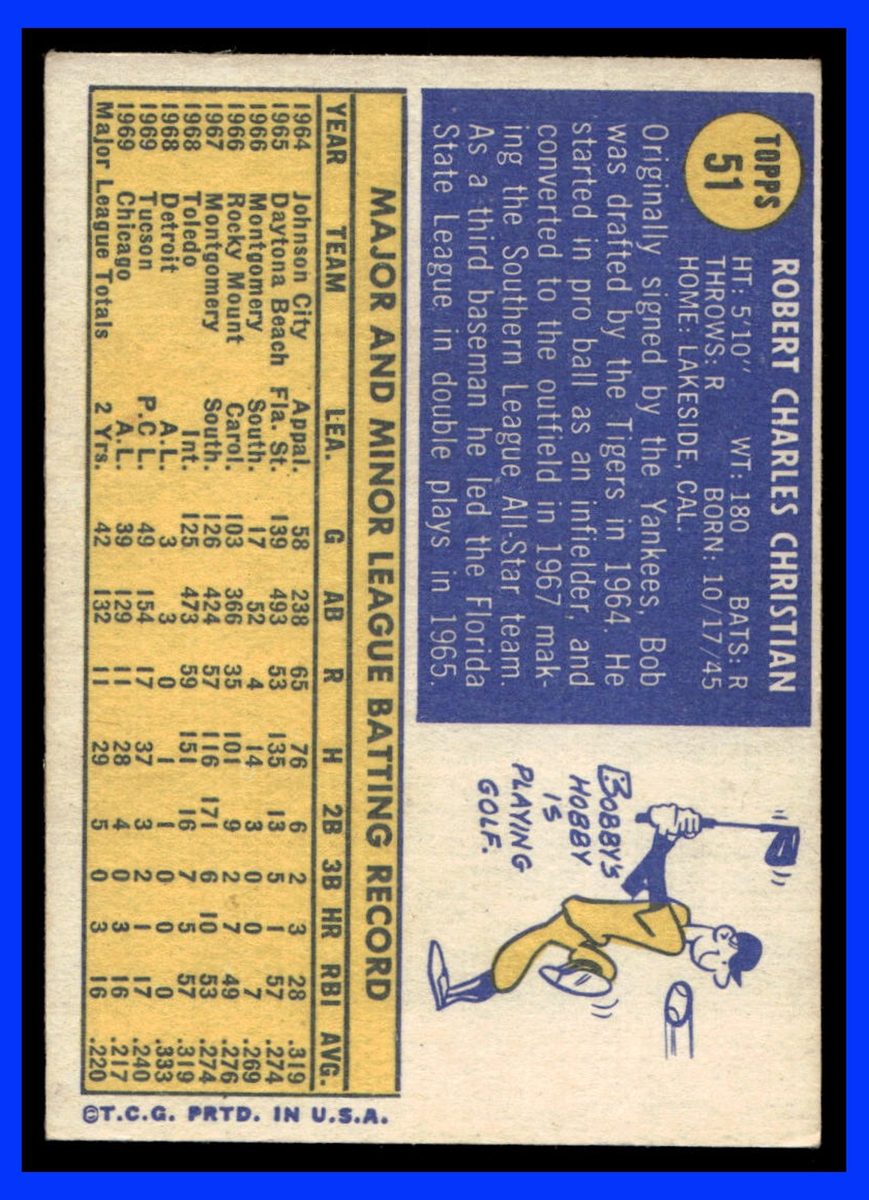 TOPPS
51
ROBERT CHARLES CHRISTIAN
HT: 5'10" WT: 180 BATS: R
THROWS: R BORN: 10/17/45
HOME: LAKESIDE, CAL.
Originally signed by the Yankees, Bob
was drafted by the Tigers in 1964. He
started in pro ball as an infielder, and
converted to the outfield in 1967 mak-
ing the Southern League All-Star team.
As a third baseman he led the Florida
State League in double plays in 1965.
BOBBY'S
HOBBY
IS
PLAYING
GOLF.
MAJOR AND MINOR LEAGUE BATTING RECORD
YEAR TEAM LEA. G AB R H 2B 3B HR RBI AVG.
1964 Johnson City Appal. 58 238 65 76 6 2 3 28 .319
1965 Daytona Beach Fla. St. 139 493 53 135 13 5 1 57 .274
1966 Montgomery South. 17 52 4 14 3 0 0 7 .269
1966 Rocky Mount Carol. 103 366 35 101 9 2 7 49 .276
1967 Montgomery South. 126 424 57 116 171 6 10 53 .274
1968 Toledo Int. 125 473 59 151 16 7 5 57 .319
1968 Detroit A.L. 3 3 0 1 1 0 0 0 .333
1969 Tucson P.C.L. 49 154 17 37 3 2 1 17 .240
1969 Chicago A.L. 39 129 11 28 4 0 3 16 .217
Major League Totals 2 Yrs. 42 132 11 29 5 0 3 16 .220
©T.C.G. PRTD. IN U.S.A.